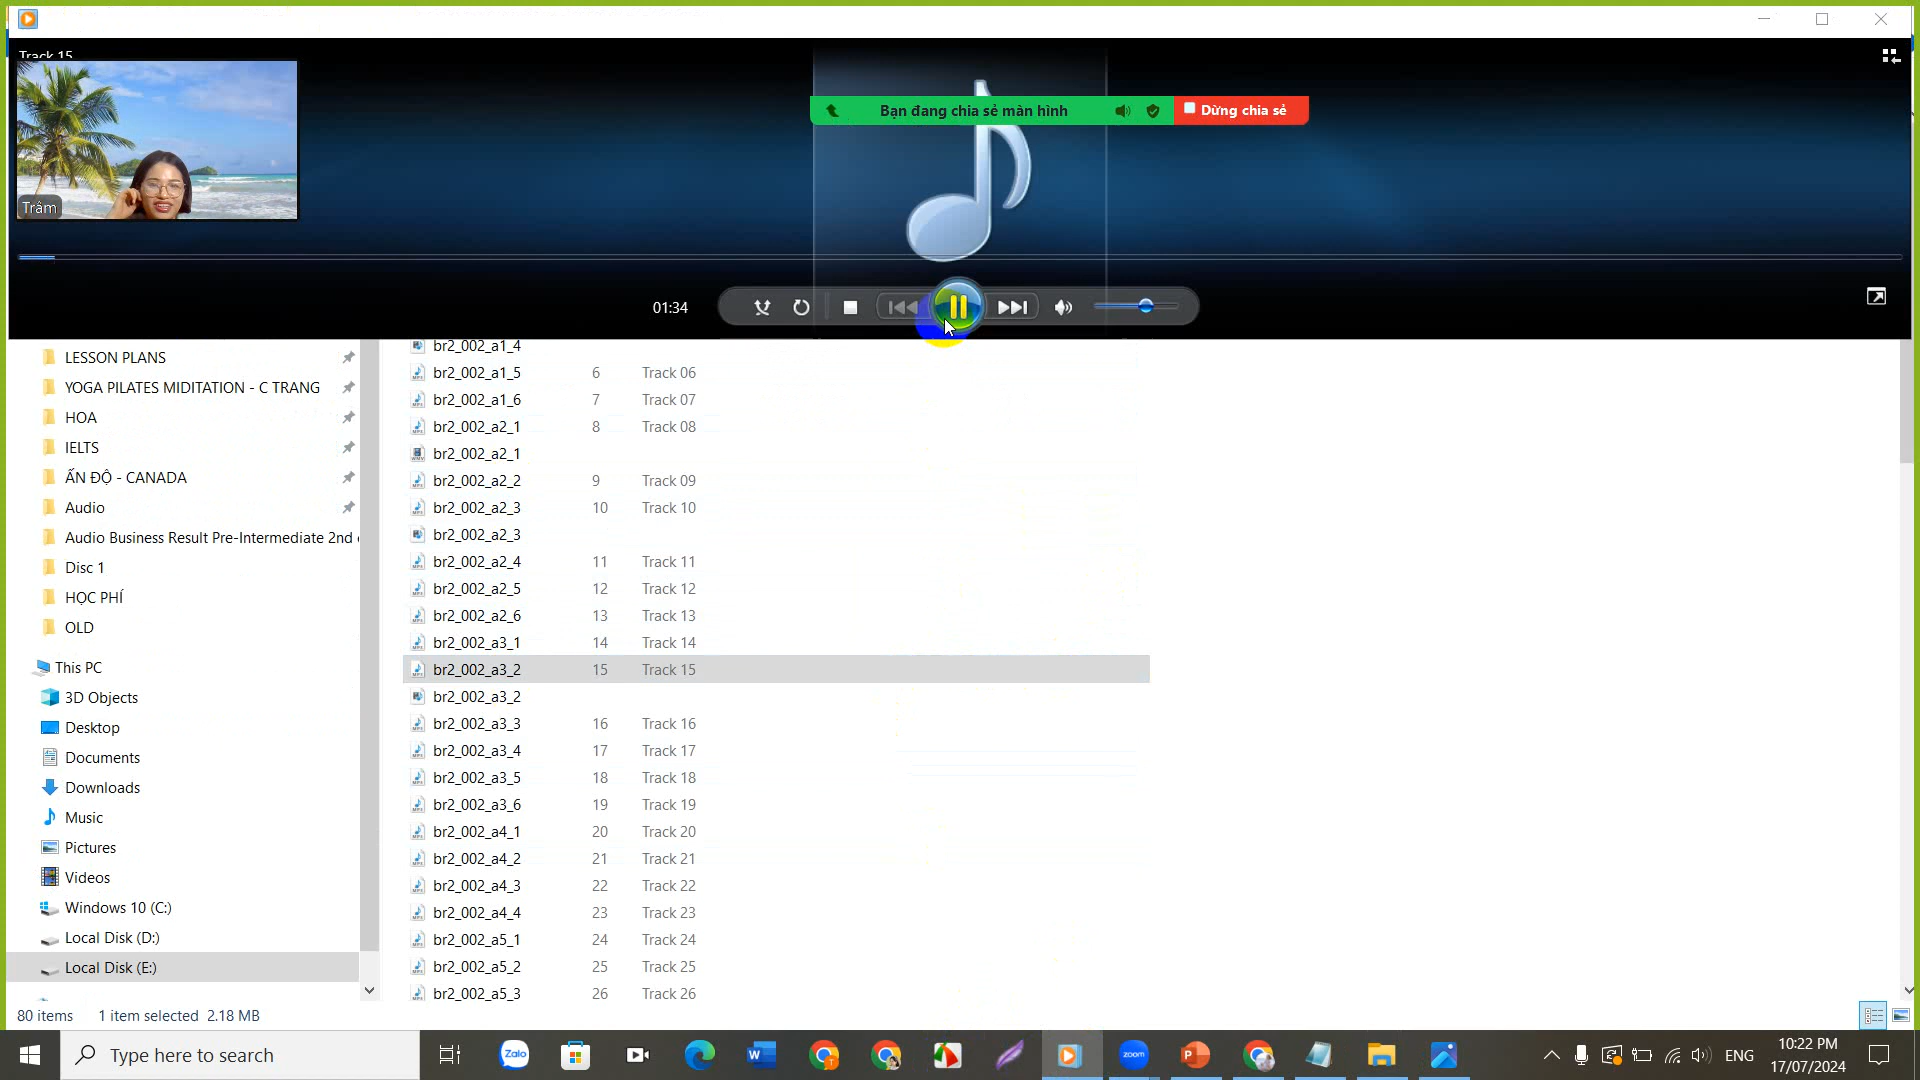 Track 15
Bạn đang chia sẻ màn hình
Dừng chia sẻ
Trâm
01:34
LESSON PLANS
YOGA PILATES MIDITATION - C TRANG
HOA
IELTS
ẤN ĐỘ - CANADA
Audio
Audio Business Result Pre-Intermediate 2nd
Disc 1
HỌC PHÍ
OLD
This PC
3D Objects
Desktop
Documents
Downloads
Music
Pictures
Videos
Windows 10 (C:)
Local Disk (D:)
Local Disk (E:)
br2_002_a1_4
br2_002_a1_5 6 Track 06
br2_002_a1_6 7 Track 07
br2_002_a2_1 8 Track 08
br2_002_a2_1
br2_002_a2_2 9 Track 09
br2_002_a2_3 10 Track 10
br2_002_a2_3
br2_002_a2_4 11 Track 11
br2_002_a2_5 12 Track 12
br2_002_a2_6 13 Track 13
br2_002_a3_1 14 Track 14
br2_002_a3_2 15 Track 15
br2_002_a3_2
br2_002_a3_3 16 Track 16
br2_002_a3_4 17 Track 17
br2_002_a3_5 18 Track 18
br2_002_a3_6 19 Track 19
br2_002_a4_1 20 Track 20
br2_002_a4_2 21 Track 21
br2_002_a4_3 22 Track 22
br2_002_a4_4 23 Track 23
br2_002_a5_1 24 Track 24
br2_002_a5_2 25 Track 25
br2_002_a5_3 26 Track 26
80 items 1 item selected 2.18 MB
Type here to search
Zalo
zoom
ENG
10:22 PM
17/07/2024